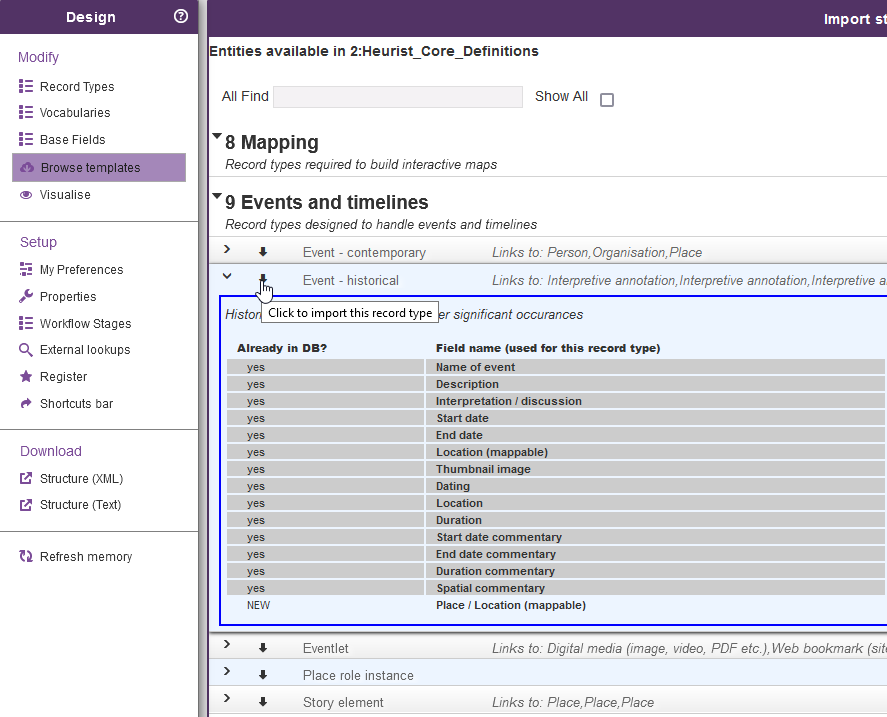 Design ?
Import st
Modify
Record Types
Vocabularies
Base Fields
Browse templates
Visualise
Setup
My Preferences
Properties
Workflow Stages
External lookups
Register
Shortcuts bar
Download
Structure (XML)
Structure (Text)
Refresh memory
Entities available in 2:Heurist_Core_Definitions
All Find Show All
8 Mapping
Record types required to build interactive maps
9 Events and timelines
Record types designed to handle events and timelines
Event - contemporary Links to: Person,Organisation,Place
Event - historical Links to: Interpretive annotation,Interpretive annotation,Interpretive a
Histori er significant occurances
Click to import this record type
Already in DB? Field name (used for this record type)
yes Name of event
yes Description
yes Interpretation / discussion
yes Start date
yes End date
yes Location (mappable)
yes Thumbnail image
yes Dating
yes Location
yes Duration
yes Start date commentary
yes End date commentary
yes Duration commentary
yes Spatial commentary
NEW Place / Location (mappable)
Eventlet Links to: Digital media (image, video, PDF etc.),Web bookmark (site
Place role instance
Story element Links to: Place,Place,Place